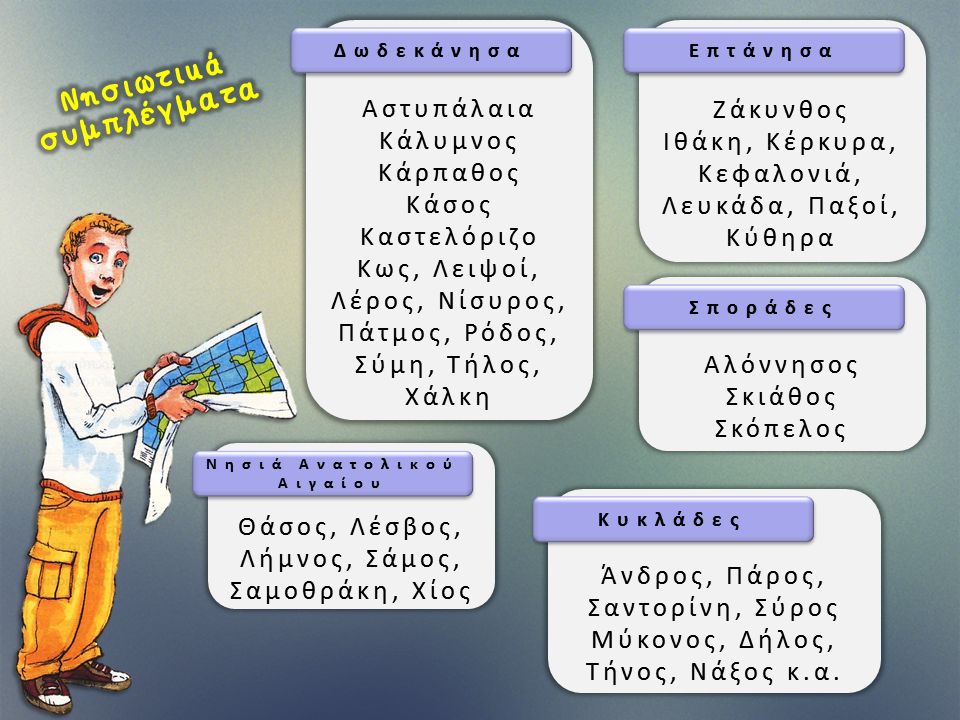 Νησιωτικά
συμπλέγματα
Δωδεκάνησα
Αστυπάλαια
Κάλυμνος
Κάρπαθος
Κάσος
Καστελόριζο
Κως, Λειψοί,
Λέρος, Νίσυρος,
Πάτμος, Ρόδος,
Σύμη, Τήλος,
Χάλκη
Επτάνησα
Ζάκυνθος
Ιθάκη, Κέρκυρα,
Κεφαλονιά,
Λευκάδα, Παξοί,
Κύθηρα
Σποράδες
Αλόννησος
Σκιάθος
Σκόπελος
Νησιά Ανατολικού
Αιγαίου
Θάσος, Λέσβος,
Λήμνος, Σάμος,
Σαμοθράκη, Χίος
Κυκλάδες
Άνδρος, Πάρος,
Σαντορίνη, Σύρος
Μύκονος, Δήλος,
Τήνος, Νάξος κ.α.